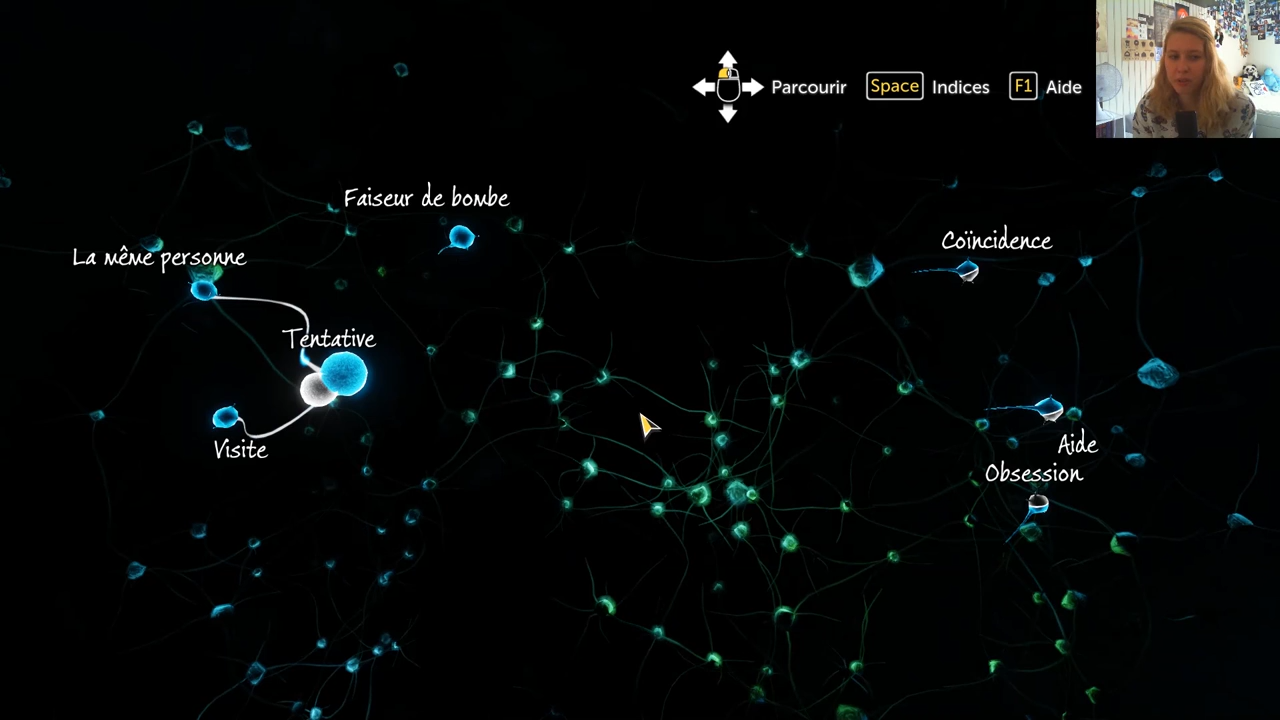 Parcourir
Space
Indices
F1
Aide
Faiseur de bombe
La même personne
Coïncidence
Tentative
Visite
Aide
Obsession